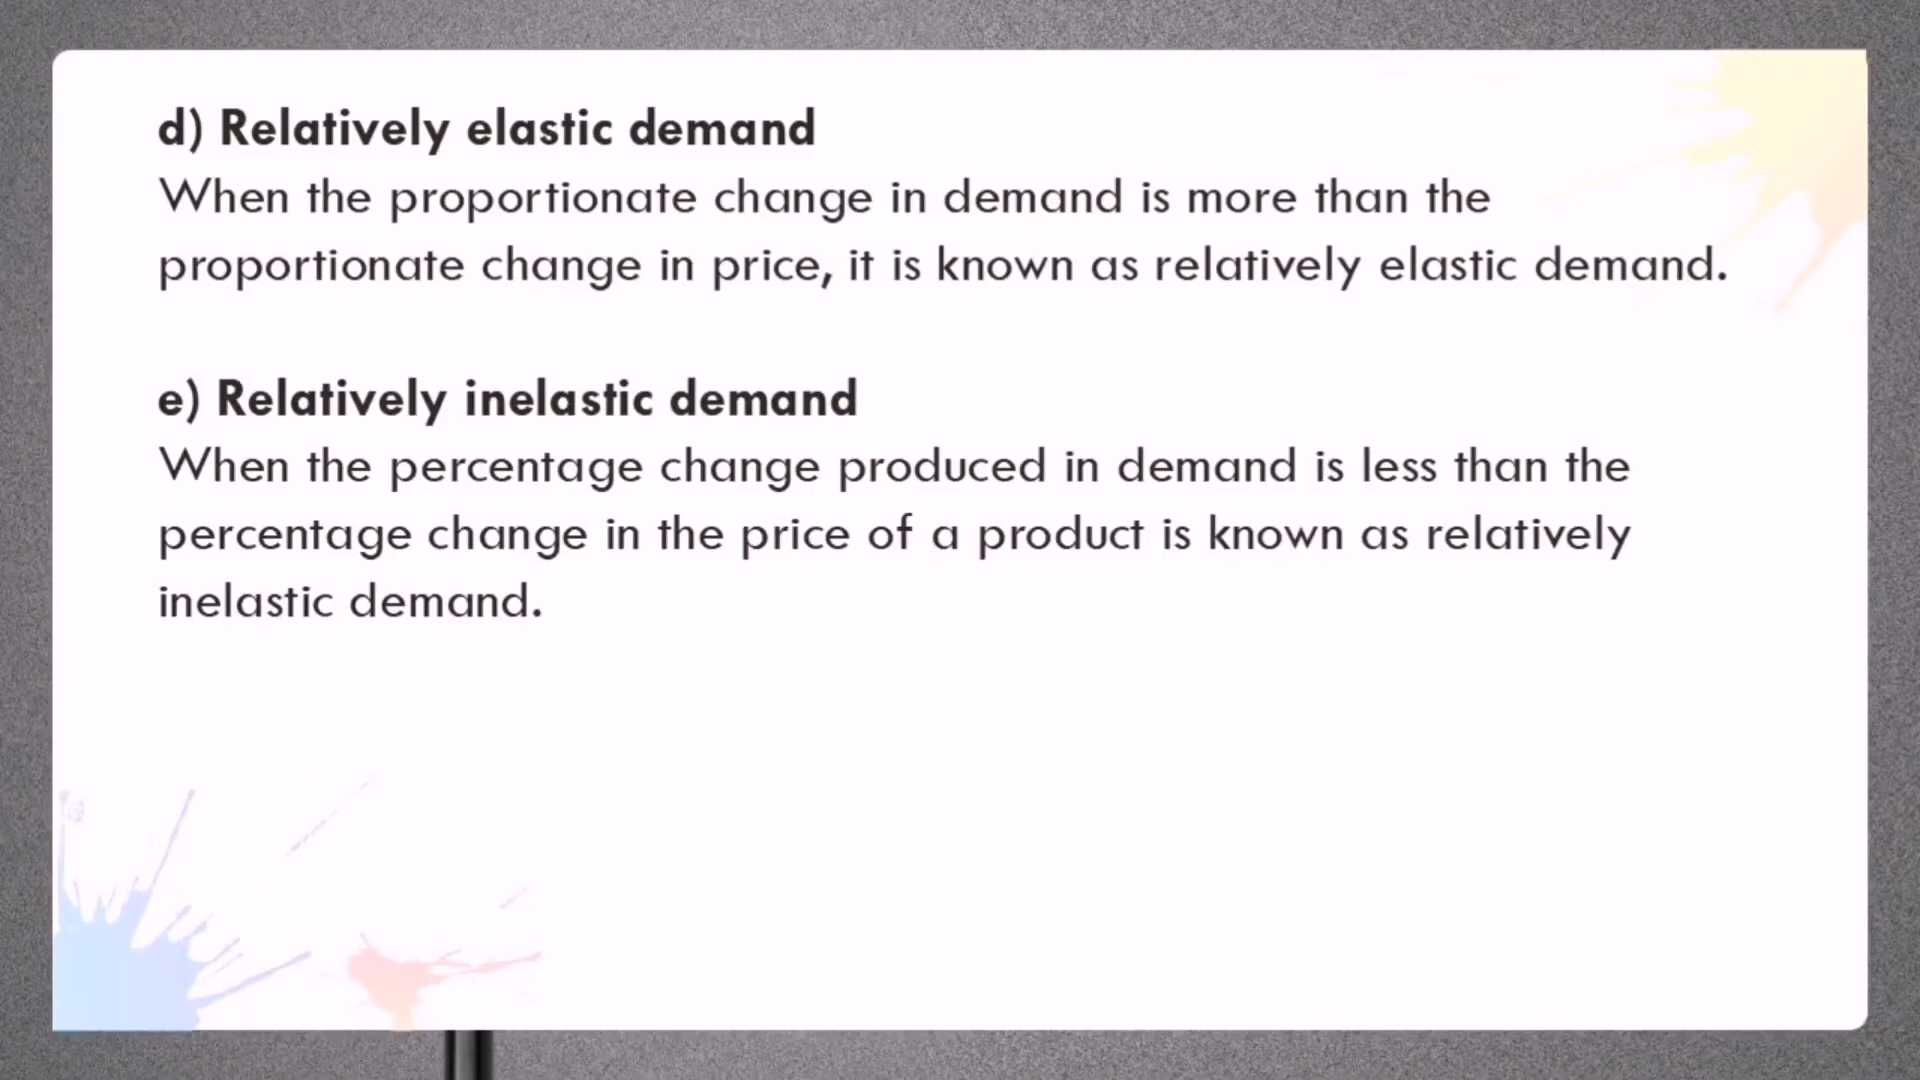 d) Relatively elastic demand
When the proportionate change in demand is more than the
proportionate change in price, it is known as relatively elastic demand.
e) Relatively inelastic demand
When the percentage change produced in demand is less than the
percentage change in the price of a product is known as relatively
inelastic demand.